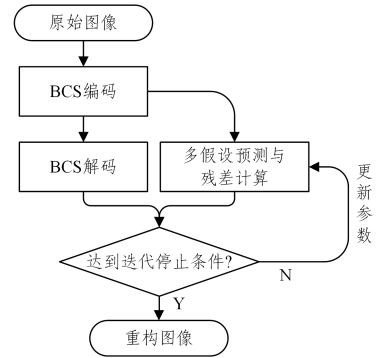 原始图像
BCS编码
BCS解码
多假设预测与
残差计算
更新参数
达到迭代停止条件?
N
Y
重构图像